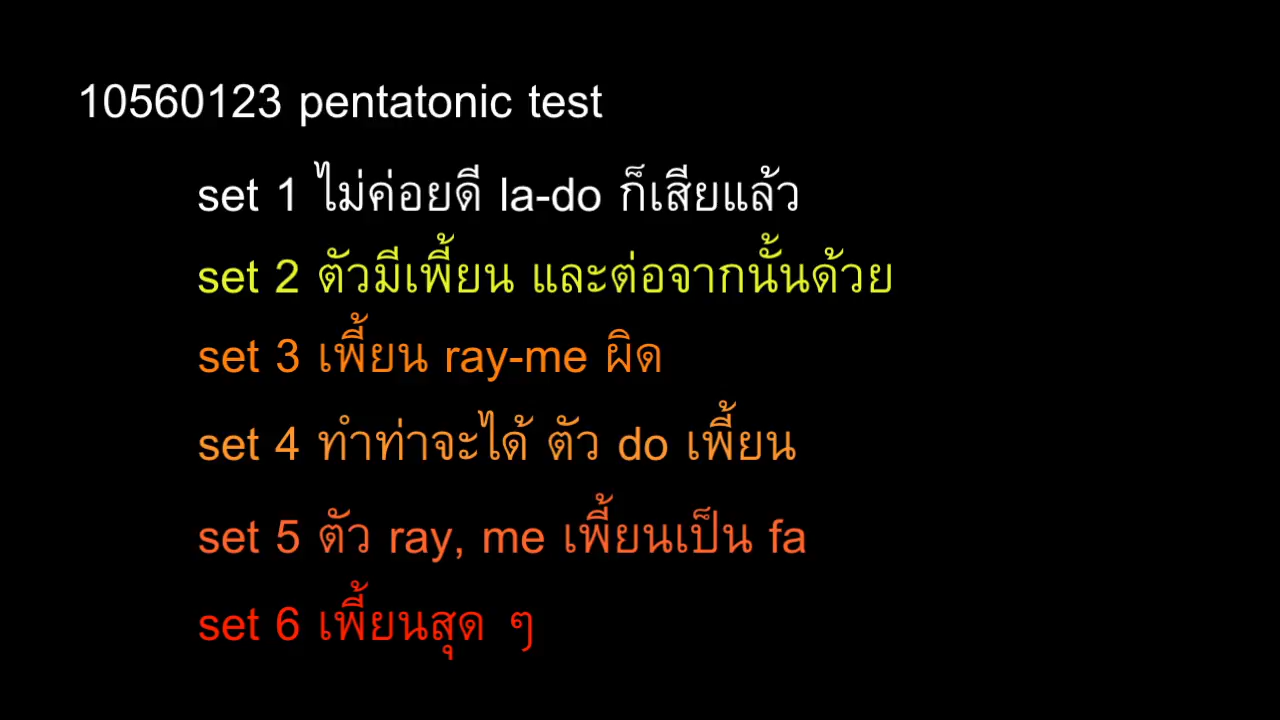 10560123 pentatonic test
set 1 ไม่ค่อยดี la-do ก็เสียแล้ว
set 2 ตัวมีเพี้ยน และต่อจากนั้นด้วย
set 3 เพี้ยน ray-me ผิด
set 4 ทำท่าจะได้ ตัว do เพี้ยน
set 5 ตัว ray, me เพี้ยนเป็น fa
set 6 เพี้ยนสุด ๆ